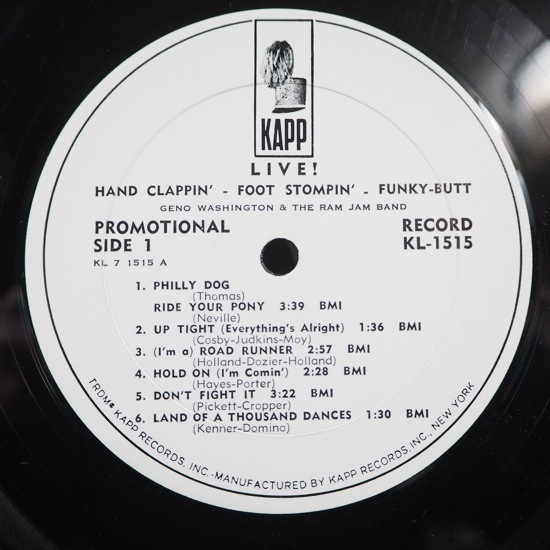 KAPP
LIVE!
HAND CLAPPIN' - FOOT STOMPIN' - FUNKY-BUTT
GENO WASHINGTON & THE RAM JAM BAND
PROMOTIONAL RECORD
SIDE 1 KL-1515
KL 7 1515 A
1. PHILLY DOG
(Thomas)
RIDE YOUR PONY 3:39 BMI
(Neville)
2. UP TIGHT (Everything's Alright) 1:36 BMI
(Cosby-Judkins-Moy)
3. (I'm a) ROAD RUNNER 2:57 BMI
(Holland-Dozier-Holland)
4. HOLD ON (I'm Comin') 2:28 BMI
(Hayes-Porter)
5. DON'T FIGHT IT 3:22 BMI
(Pickett-Cropper)
6. LAND OF A THOUSAND DANCES 1:30 BMI
(Kenner-Domino)
TRDMK KAPP RECORDS, INC.-MANUFACTURED BY KAPP RECORDS, INC., NEW YORK